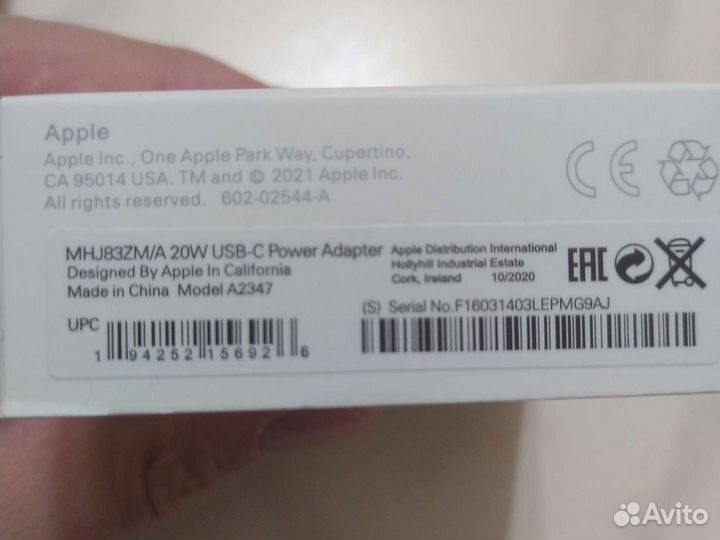 Apple
Apple Inc., One Apple Park Way, Cupertino,
CA 95014 USA. TM and © 2021 Apple Inc.
All rights reserved. 602-02544-A
CE
MHJ83ZM/A 20W USB-C Power Adapter
Designed By Apple In California
Made in China Model A2347
Apple Distribution International
Hollyhill Industrial Estate
Cork, Ireland 10/2020
EAC
(S) Serial No.F16031403LEPMG9AJ
UPC
1 94252 15692 6
Avito